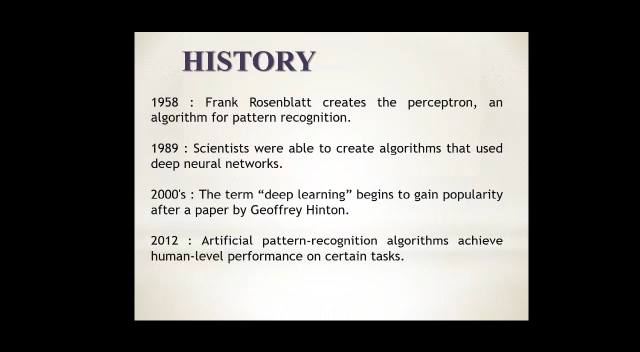 HISTORY
1958 : Frank Rosenblatt creates the perceptron, an
algorithm for pattern recognition.
1989 : Scientists were able to create algorithms that used
deep neural networks.
2000's : The term “deep learning” begins to gain popularity
after a paper by Geoffrey Hinton.
2012 : Artificial pattern-recognition algorithms achieve
human-level performance on certain tasks.